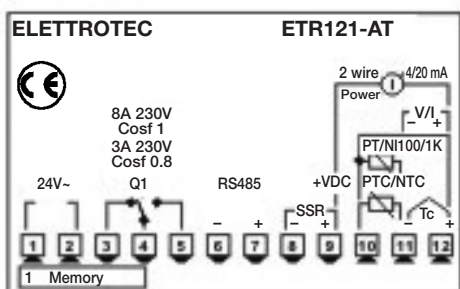 ELETTROTEC ETR121-AT
CE
2 wire 4/20 mA
Power I
8A 230V
Cosf 1
3A 230V
Cosf 0.8
V/I
− +
PT/NI100/1K
24V~ Q1 RS485 +VDC PTC/NTC
SSR Tc
− + − + − +
1 2 3 4 5 6 7 8 9 10 11 12
1 Memory